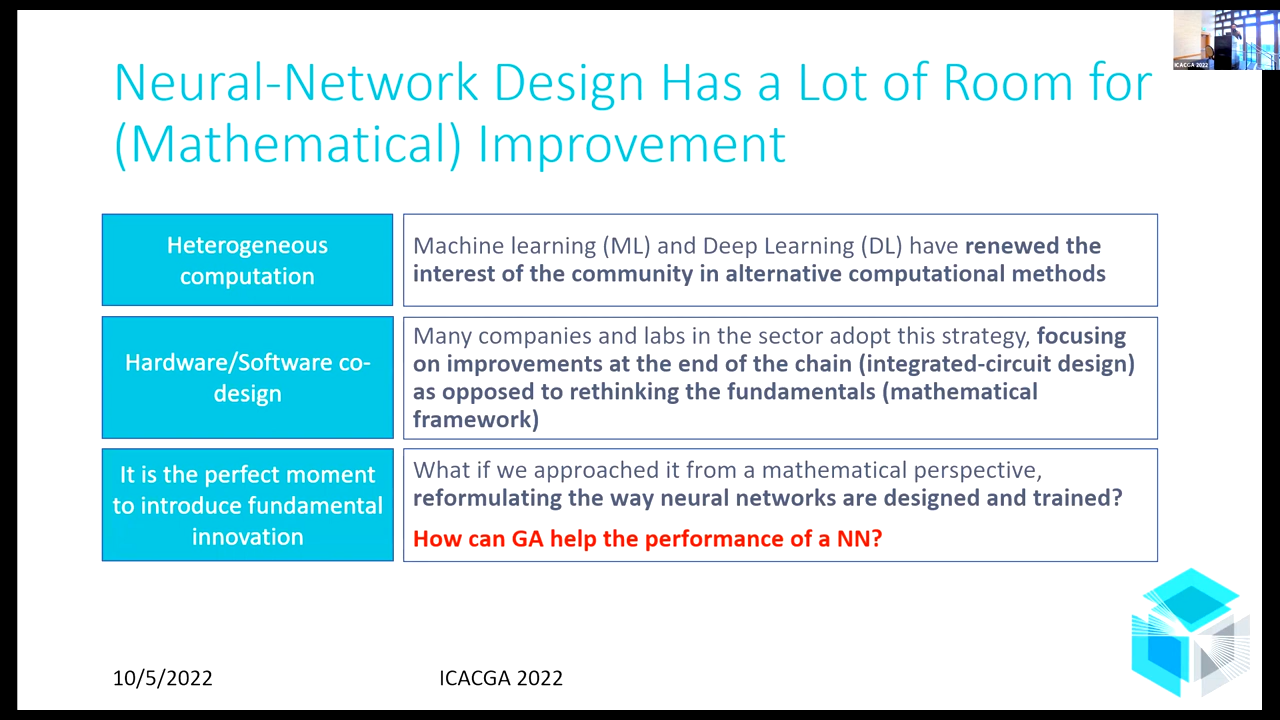 Neural-Network Design Has a Lot of Room for
(Mathematical) Improvement
Heterogeneous
computation
Machine learning (ML) and Deep Learning (DL) have renewed the
interest of the community in alternative computational methods
Hardware/Software co-
design
Many companies and labs in the sector adopt this strategy, focusing
on improvements at the end of the chain (integrated-circuit design)
as opposed to rethinking the fundamentals (mathematical
framework)
It is the perfect moment
to introduce fundamental
innovation
What if we approached it from a mathematical perspective,
reformulating the way neural networks are designed and trained?
How can GA help the performance of a NN?
10/5/2022
ICACGA 2022
ICACGA 2022